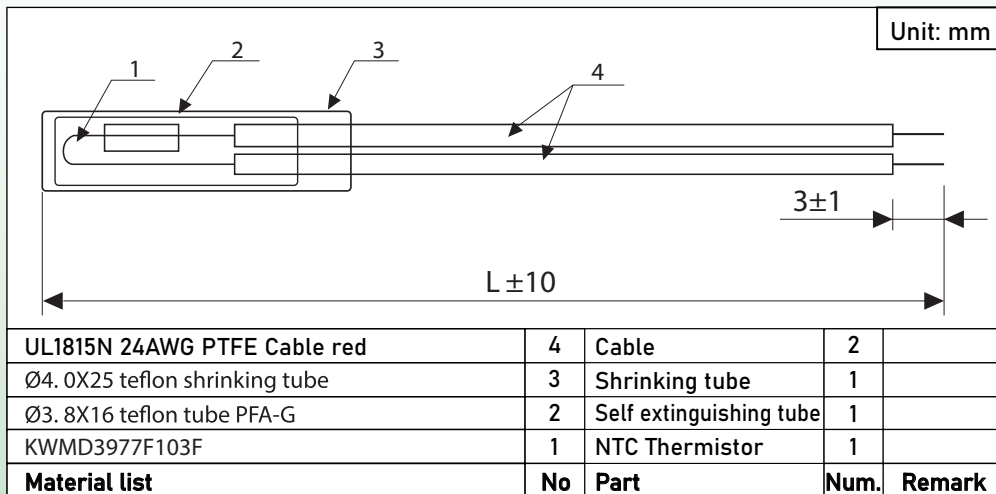 Unit: mm
1
2
3
4
3±1
L ±10
UL1815N 24AWG PTFE Cable red 4 Cable 2
Ø4. 0X25 teflon shrinking tube 3 Shrinking tube 1
Ø3. 8X16 teflon tube PFA-G 2 Self extinguishing tube 1
KWMD3977F103F 1 NTC Thermistor 1
Material list No Part Num. Remark